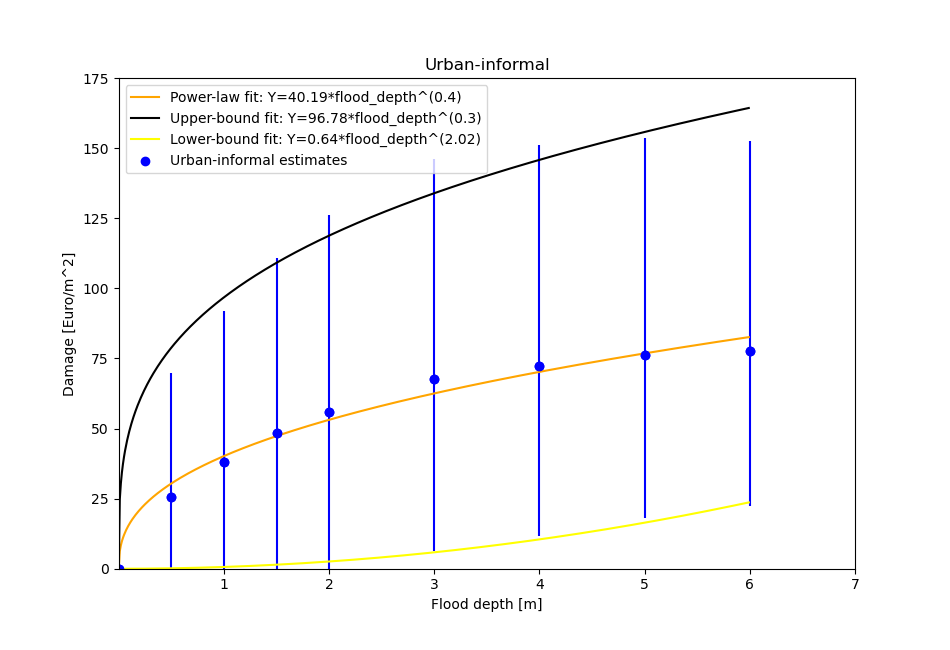 Urban-informal
Power-law fit: Y=40.19*flood_depth^(0.4)
Upper-bound fit: Y=96.78*flood_depth^(0.3)
Lower-bound fit: Y=0.64*flood_depth^(2.02)
Urban-informal estimates
175
150
125
100
75
50
25
0
Damage [Euro/m^2]
1 2 3 4 5 6 7
Flood depth [m]